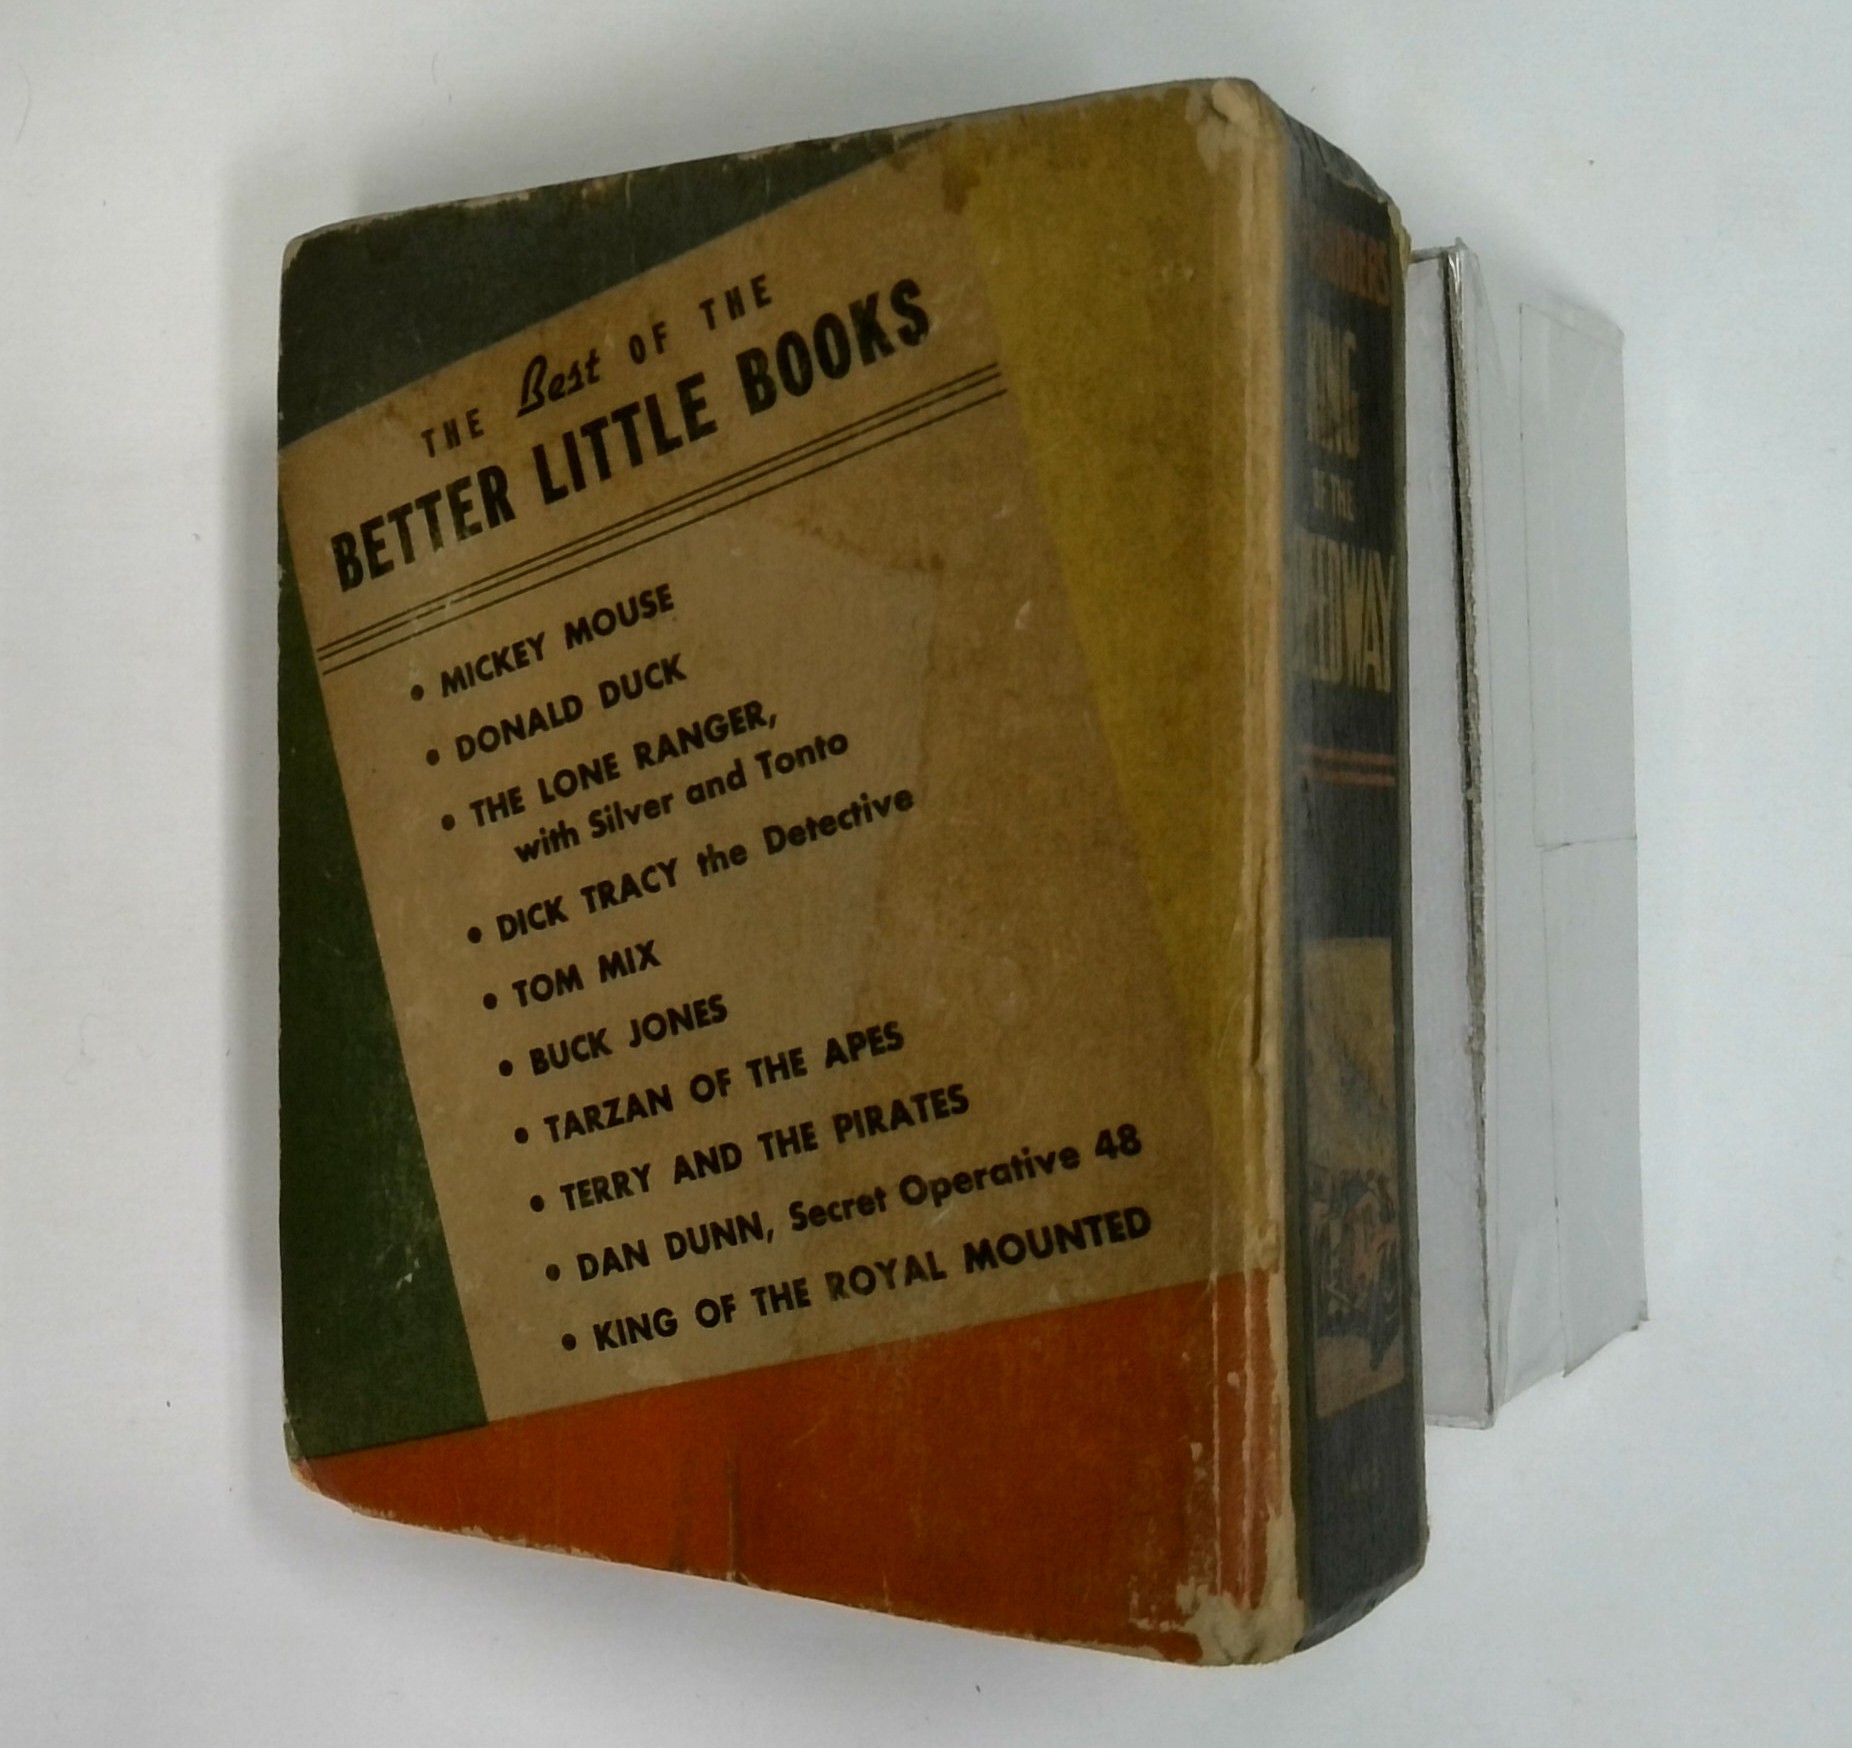 THE Best OF THE
BETTER LITTLE BOOKS
• MICKEY MOUSE
• DONALD DUCK
• THE LONE RANGER,
with Silver and Tonto
• DICK TRACY the Detective
• TOM MIX
• BUCK JONES
• TARZAN OF THE APES
• TERRY AND THE PIRATES
• DAN DUNN, Secret Operative 48
• KING OF THE ROYAL MOUNTED
KING
OF THE